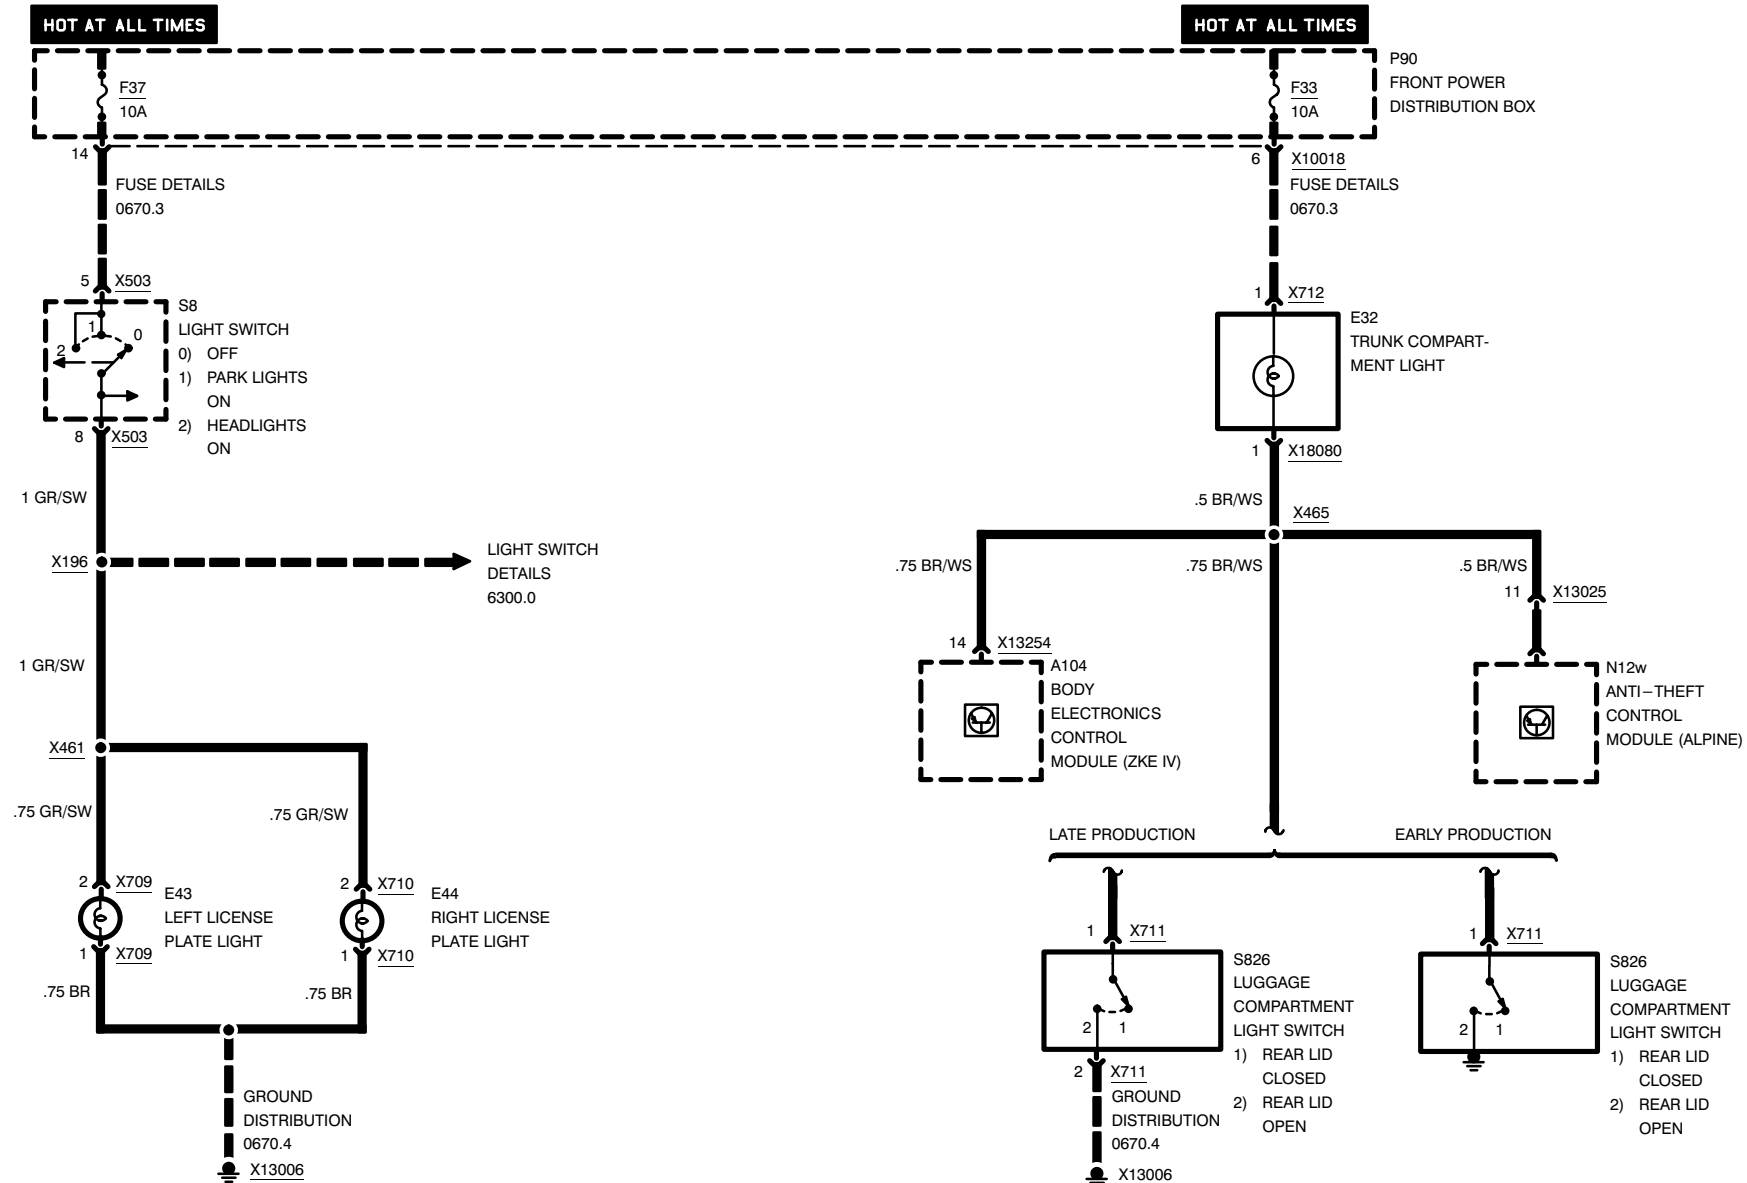 HOT AT ALL TIMES
HOT AT ALL TIMES
P90
FRONT POWER
DISTRIBUTION BOX
F37
10A
F33
10A
14
6
X10018
FUSE DETAILS
0670.3
FUSE DETAILS
0670.3
5
X503
S8
LIGHT SWITCH
0) OFF
1) PARK LIGHTS
ON
2) HEADLIGHTS
ON
1
0
2
8
X503
1
X712
E32
TRUNK COMPART-
MENT LIGHT
1
X18080
1 GR/SW
X196
LIGHT SWITCH
DETAILS
6300.0
1 GR/SW
X461
.75 GR/SW
.75 GR/SW
2
X709
E43
LEFT LICENSE
PLATE LIGHT
1
X709
2
X710
E44
RIGHT LICENSE
PLATE LIGHT
1
X710
.75 BR
.75 BR
GROUND
DISTRIBUTION
0670.4
X13006
.5 BR/WS
X465
.75 BR/WS
.75 BR/WS
.5 BR/WS
11
X13025
14
X13254
A104
BODY
ELECTRONICS
CONTROL
MODULE (ZKE IV)
N12w
ANTI–THEFT
CONTROL
MODULE (ALPINE)
LATE PRODUCTION
EARLY PRODUCTION
1
X711
S826
LUGGAGE
COMPARTMENT
LIGHT SWITCH
1) REAR LID
CLOSED
2) REAR LID
OPEN
2
1
2
X711
GROUND
DISTRIBUTION
0670.4
X13006
1
X711
S826
LUGGAGE
COMPARTMENT
LIGHT SWITCH
1) REAR LID
CLOSED
2) REAR LID
OPEN
2
1